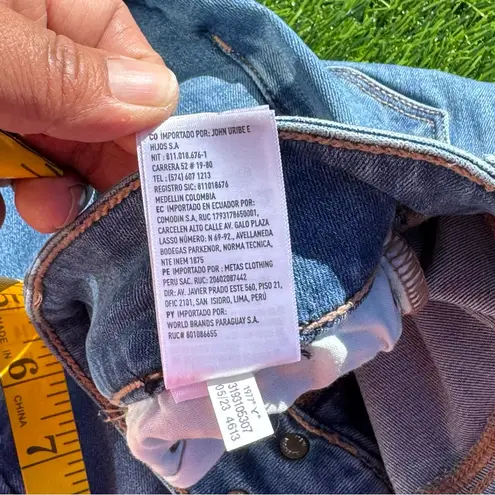 CO IMPORTADO POR: JOHN URIBE E
HIJOS S.A
NIT : 811.018.676-1
CARRERA 52 # 19-80
TEL : (574) 607 1213
REGISTRO SIC: 811018676
MEDELLIN COLOMBIA
EC IMPORTADO EN ECUADOR POR:
COMODIN S.A., RUC 1793178650001,
CARCELEN ALTO CALLE AV. GALO PLAZA
LASSO NÚMERO: N 69-92., AVELLANEDA
BODEGAS PARKENOR, NORMA TECNICA,
NTE INEM 1875
PE IMPORTADO POR : METAS CLOTHING
PERU SAC. RUC: 20602087442
DIR: AV. JAVIER PRADO ESTE 560, PISO 21,
OFIC 2101, SAN ISIDRO, LIMA, PERÚ
PY IMPORTADO POR:
WORLD BRANDS PARAGUAY S.A.
RUC# 801086655
1977" Y"
3193105307
05/23 4613
5
MADE IN CHINA
6
7